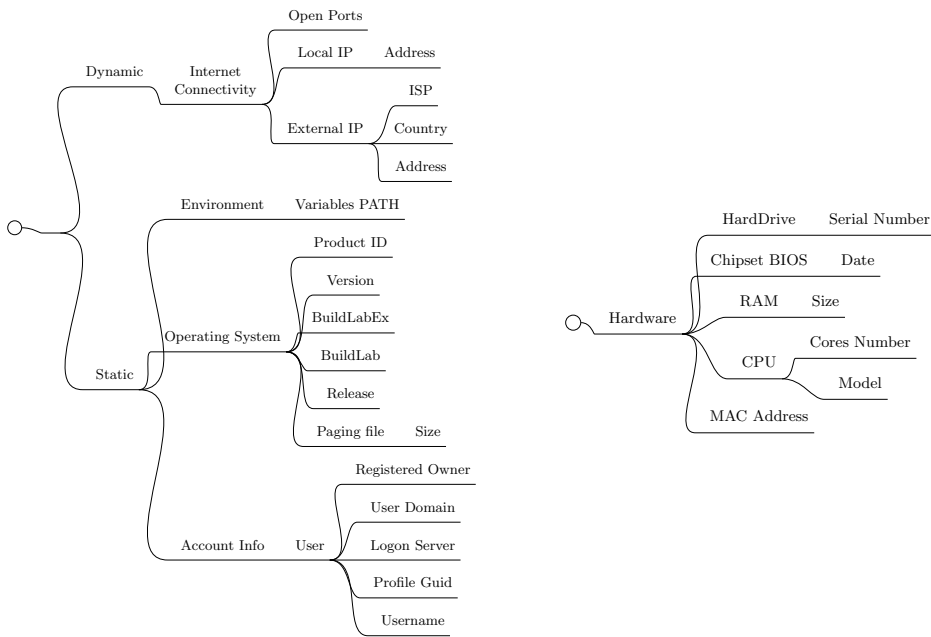 Open Ports
Local IP Address
Dynamic
Internet
Connectivity
ISP
External IP
Country
Address
Environment Variables PATH
Product ID
Version
BuildLabEx
Operating System
BuildLab
Static
Release
Paging file Size
Registered Owner
User Domain
Account Info User
Logon Server
Profile Guid
Username
HardDrive Serial Number
Chipset BIOS Date
RAM Size
Hardware
Cores Number
CPU
Model
MAC Address